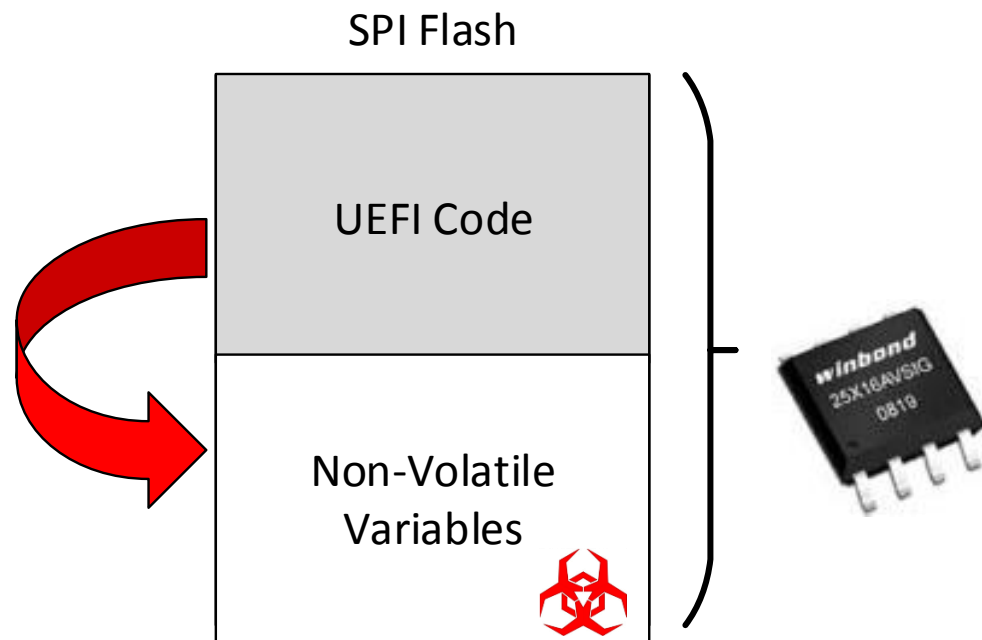 SPI Flash
UEFI Code
Non-Volatile
Variables
winbond
25X16AVSIG
0819